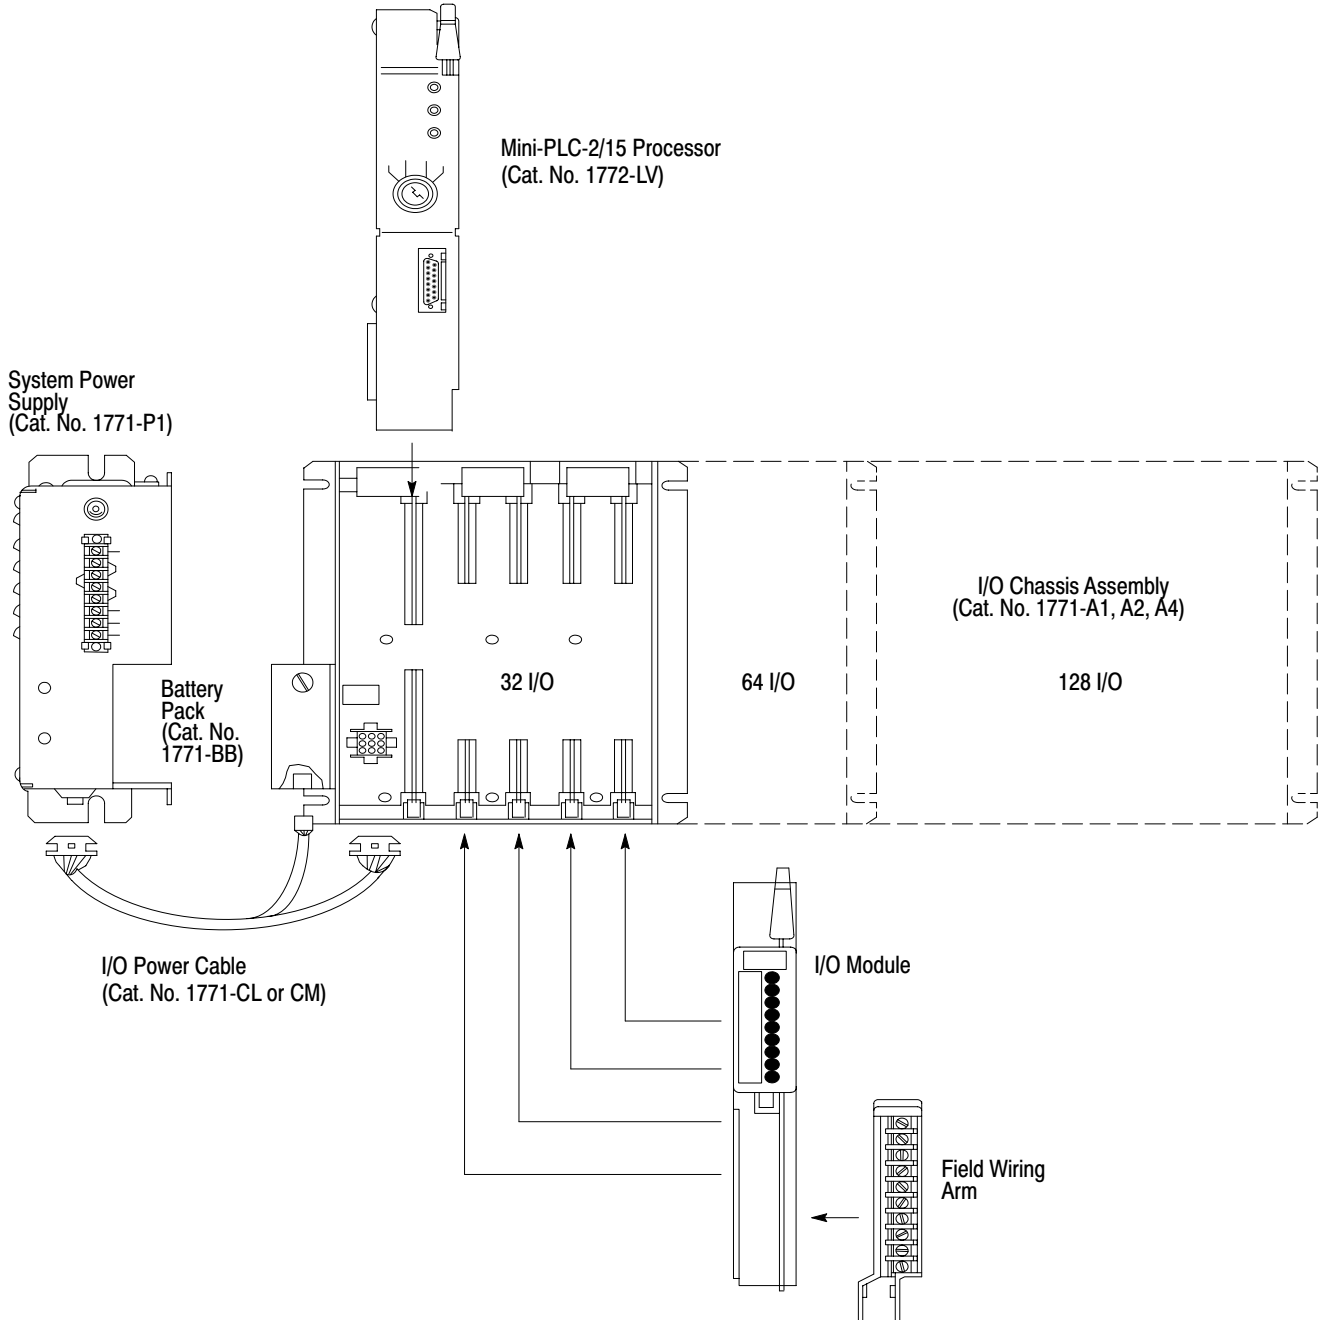 Mini-PLC-2/15 Processor
(Cat. No. 1772-LV)
System Power
Supply
(Cat. No. 1771-P1)
I/O Chassis Assembly
(Cat. No. 1771-A1, A2, A4)
32 I/O
64 I/O
128 I/O
Battery
Pack
(Cat. No.
1771-BB)
I/O Power Cable
(Cat. No. 1771-CL or CM)
I/O Module
Field Wiring
Arm